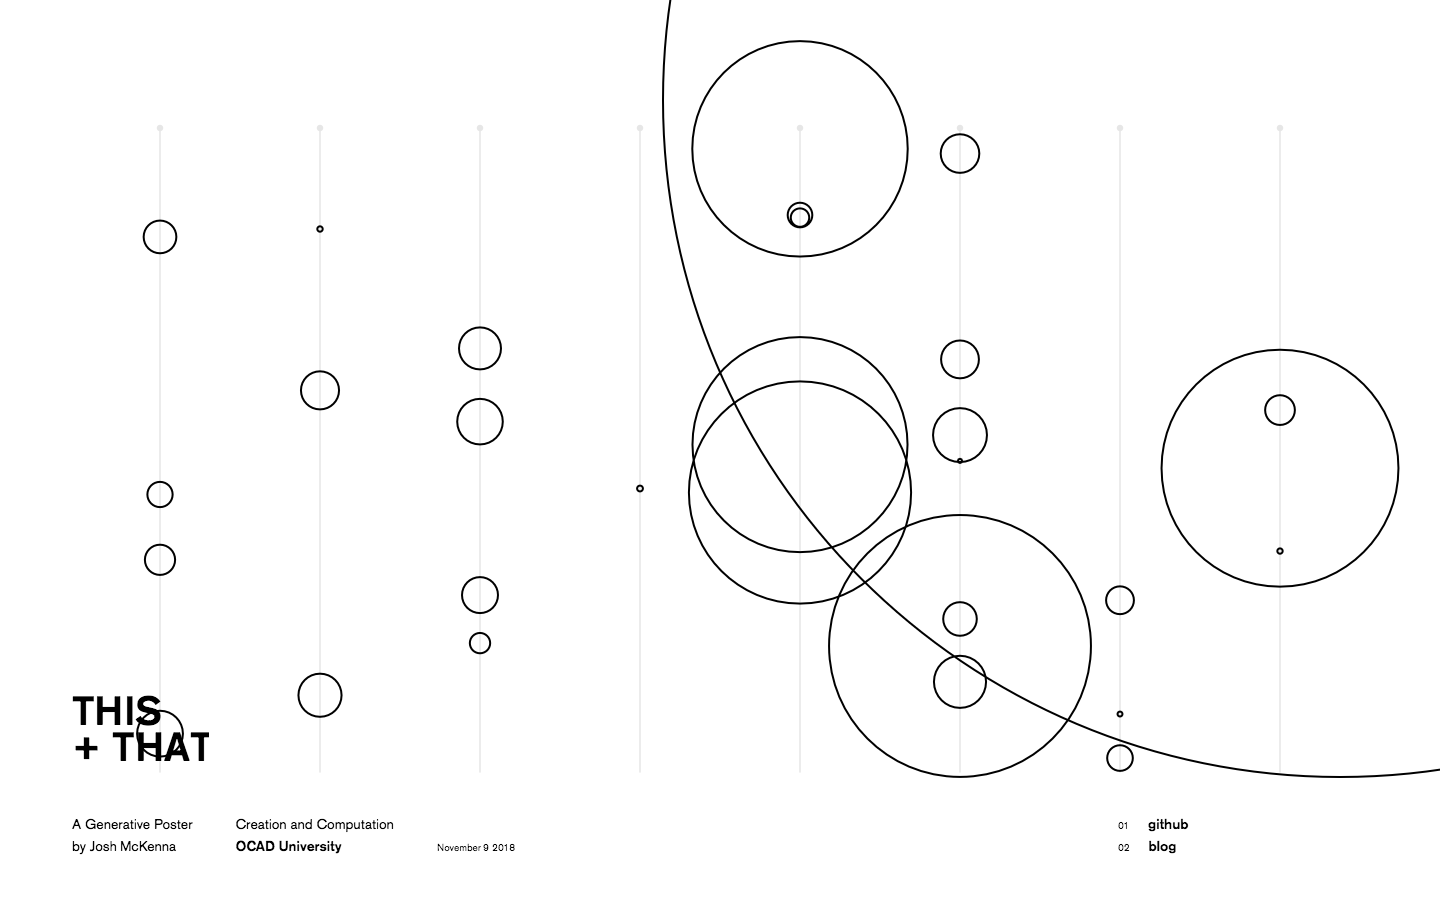 THIS
+ THAT
A Generative Poster
by Josh McKenna
Creation and Computation
OCAD University
November 9 2018
01 github
02 blog